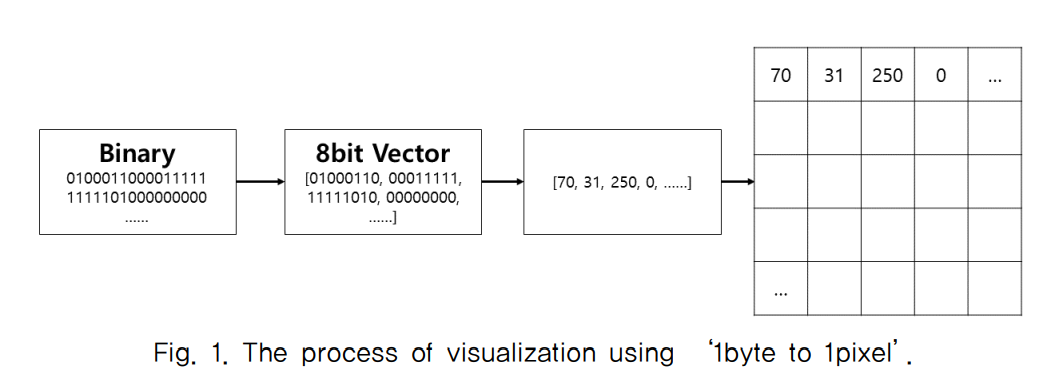 Binary
0100011000011111
1111101000000000
......
8bit Vector
[01000110, 00011111,
11111010, 00000000,
......]
[70, 31, 250, 0, ......]
70 31 250 0 ...
...
Fig. 1. The process of visualization using ‘1byte to 1pixel’.